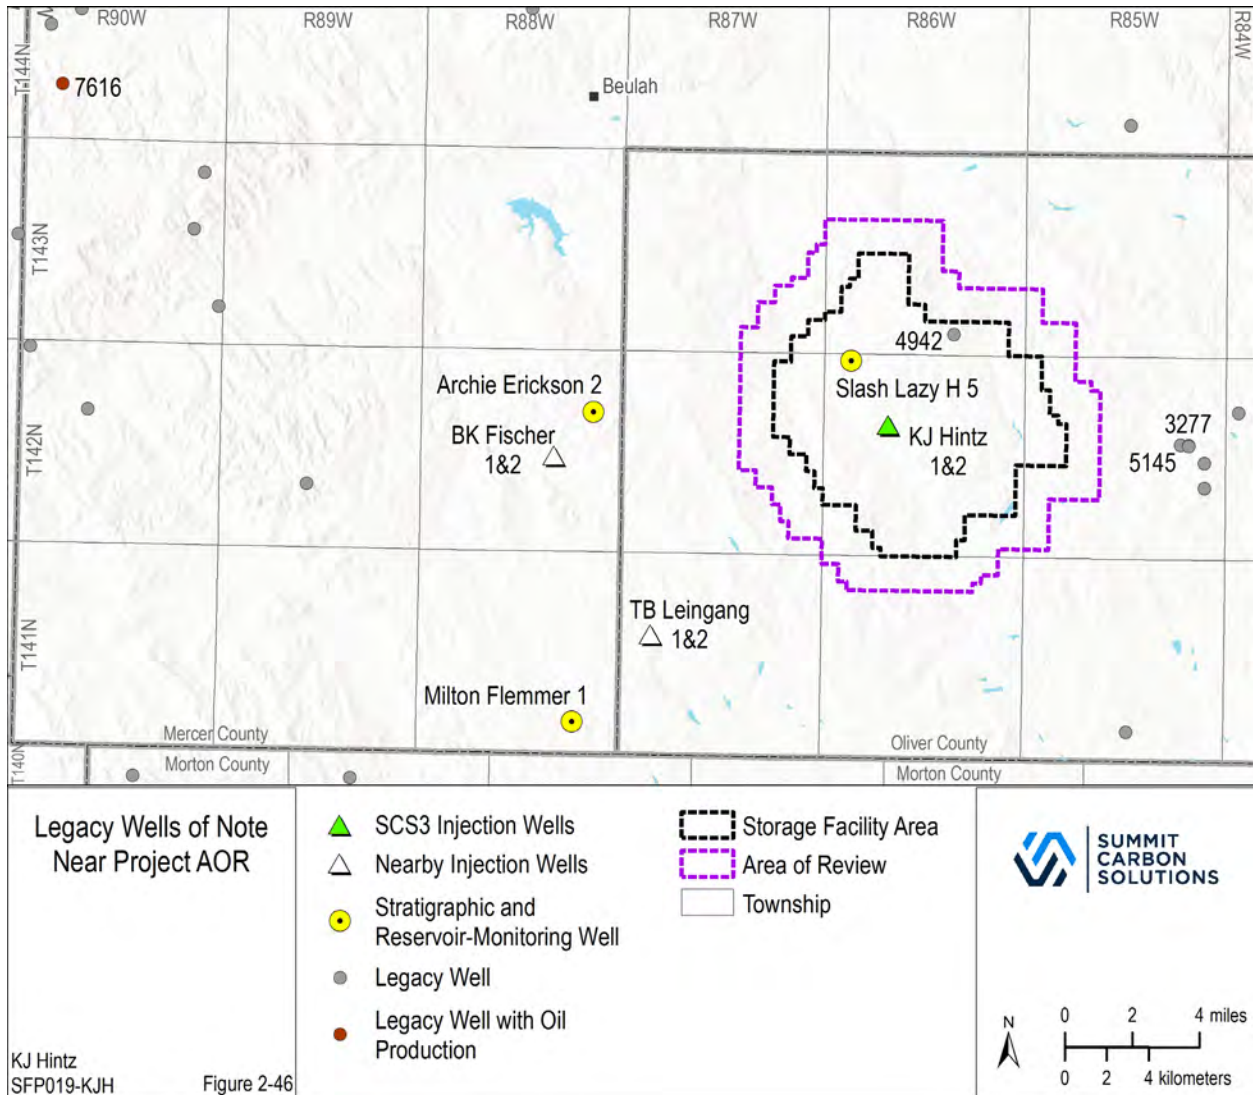 R90W
R89W
R88W
R87W
R86W
R85W
R84W
T144N
7616
Beulah
T143N
4942
Archie Erickson 2
Slash Lazy H 5
BK Fischer
1&2
KJ Hintz
1&2
3277
5145
T142N
TB Leingang
1&2
T141N
Milton Flemmer 1
Mercer County
Oliver County
Morton County
Morton County
T140N
Legacy Wells of Note
Near Project AOR
KJ Hintz
SFP019-KJH
Figure 2-46
SCS3 Injection Wells
Nearby Injection Wells
Stratigraphic and
Reservoir-Monitoring Well
Legacy Well
Legacy Well with Oil
Production
Storage Facility Area
Area of Review
Township
SUMMIT
CARBON
SOLUTIONS
N
0 2 4 miles
0 2 4 kilometers